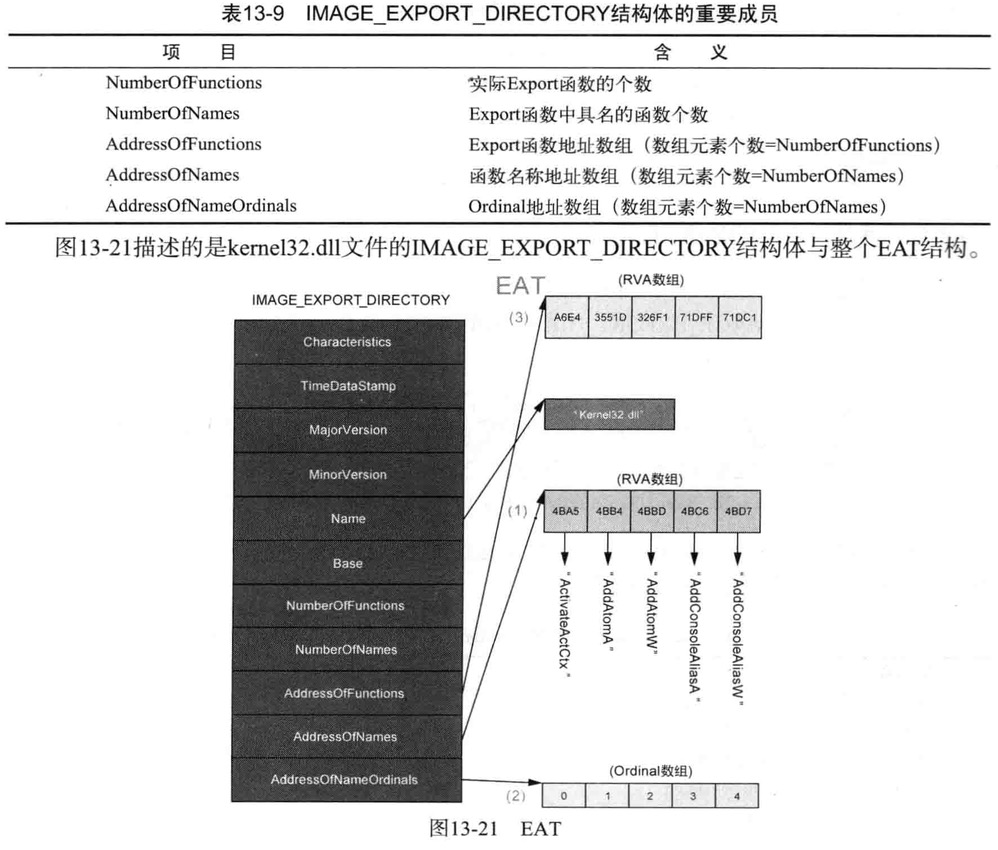 表13-9 IMAGE_EXPORT_DIRECTORY结构体的重要成员
项 目 含 义
NumberOfFunctions 实际Export函数的个数
NumberOfNames Export函数中具名的函数个数
AddressOfFunctions Export函数地址数组（数组元素个数=NumberOfFunctions）
AddressOfNames 函数名称地址数组（数组元素个数=NumberOfNames）
AddressOfNameOrdinals Ordinal地址数组（数组元素个数=NumberOfNames）
图13-21描述的是kernel32.dll文件的IMAGE_EXPORT_DIRECTORY结构体与整个EAT结构。
EAT
IMAGE_EXPORT_DIRECTORY
Characteristics
TimeDataStamp
MajorVersion
MinorVersion
Name
Base
NumberOfFunctions
NumberOfNames
AddressOfFunctions
AddressOfNames
AddressOfNameOrdinals
(RVA数组)
(3)
A6E4 3551D 326F1 71DFF 71DC1
"Kernel32.dll"
(RVA数组)
(1)
4BA5 4BB4 4BBD 4BC6 4BD7
"ActivateActCtx"
"AddAtomA"
"AddAtomW"
"AddConsoleAliasA"
"AddConsoleAliasW"
(Ordinal数组)
(2)
0 1 2 3 4
图13-21 EAT